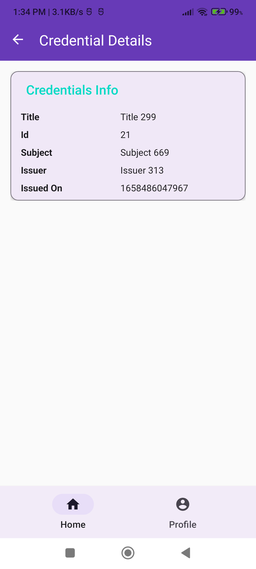 1:34 PM | 3.1KB/s
99%
Credential Details
Credentials Info
Title Title 299
Id 21
Subject Subject 669
Issuer Issuer 313
Issued On 1658486047967
Home Profile